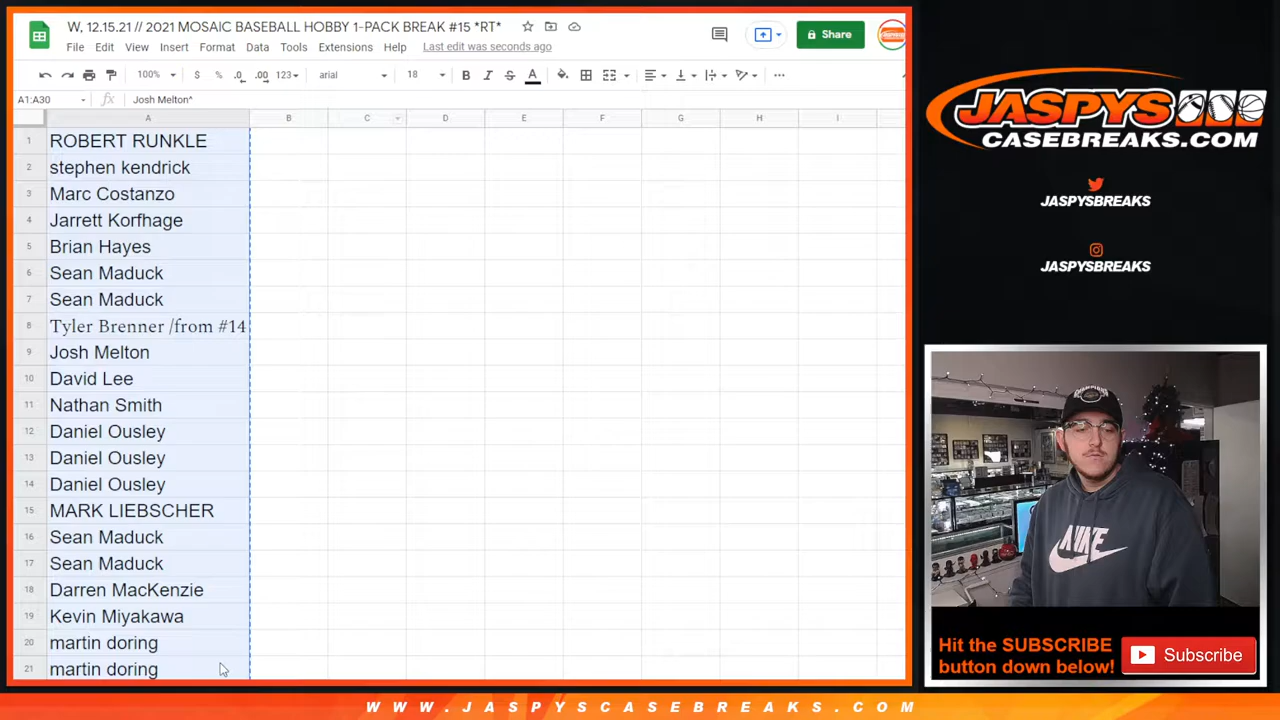 W, 12.15.21 // 2021 MOSAIC BASEBALL HOBBY 1-PACK BREAK #15 *RT*
File Edit View Insert Format Data Tools Extensions Help Last edit was seconds ago
Share
100% $ % .0 .00 123 arial 18 B I S A
A1:A30 fx Josh Melton^
A B C D E F G H I
1 ROBERT RUNKLE
2 stephen kendrick
3 Marc Costanzo
4 Jarrett Korfhage
5 Brian Hayes
6 Sean Maduck
7 Sean Maduck
8 Tyler Brenner /from #14
9 Josh Melton
10 David Lee
11 Nathan Smith
12 Daniel Ousley
13 Daniel Ousley
14 Daniel Ousley
15 MARK LIEBSCHER
16 Sean Maduck
17 Sean Maduck
18 Darren MacKenzie
19 Kevin Miyakawa
20 martin doring
21 martin doring
JASPYS
CASEBREAKS.COM
JASPYSBREAKS
JASPYSBREAKS
NIKE
Hit the SUBSCRIBE
button down below!
Subscribe
WWW.JASPYSCASEBREAKS.COM